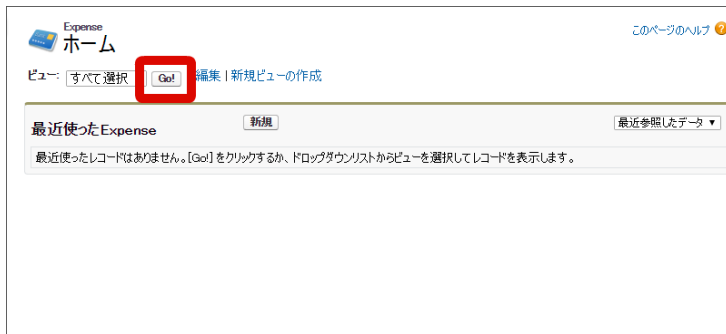 Expense
ホーム
このページのヘルプ
ビュー: すべて選択 Go! 編集 | 新規ビューの作成
最近使ったExpense 新規 最近参照したデータ ▼
最近使ったレコードはありません。[Go!] をクリックするか、ドロップダウンリストからビューを選択してレコードを表示します。